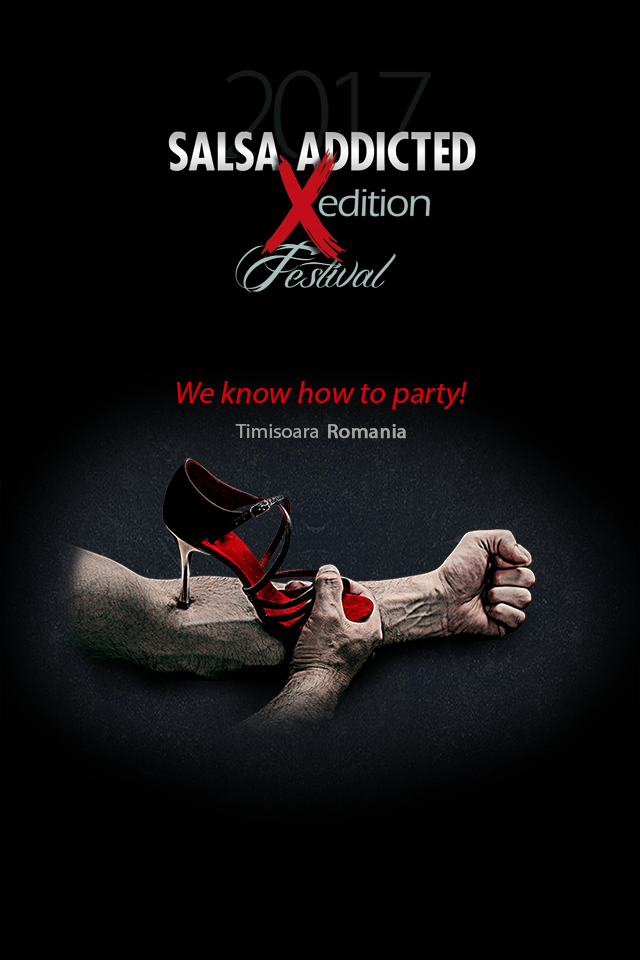 2017
SALSA ADDICTED
X edition
Festival
We know how to party!
Timisoara Romania